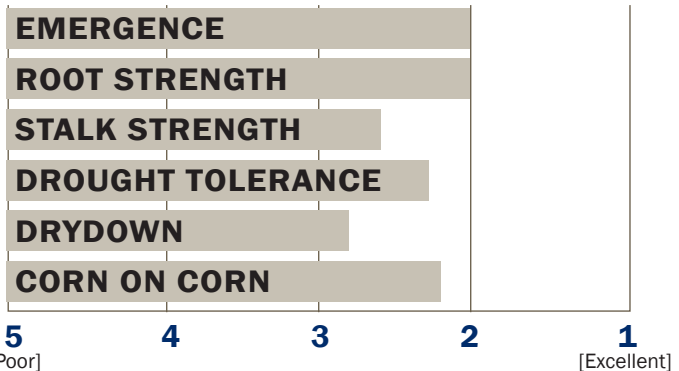 EMERGENCE
ROOT STRENGTH
STALK STRENGTH
DROUGHT TOLERANCE
DRYDOWN
CORN ON CORN
5 4 3 2 1
Poor] [Excellent]